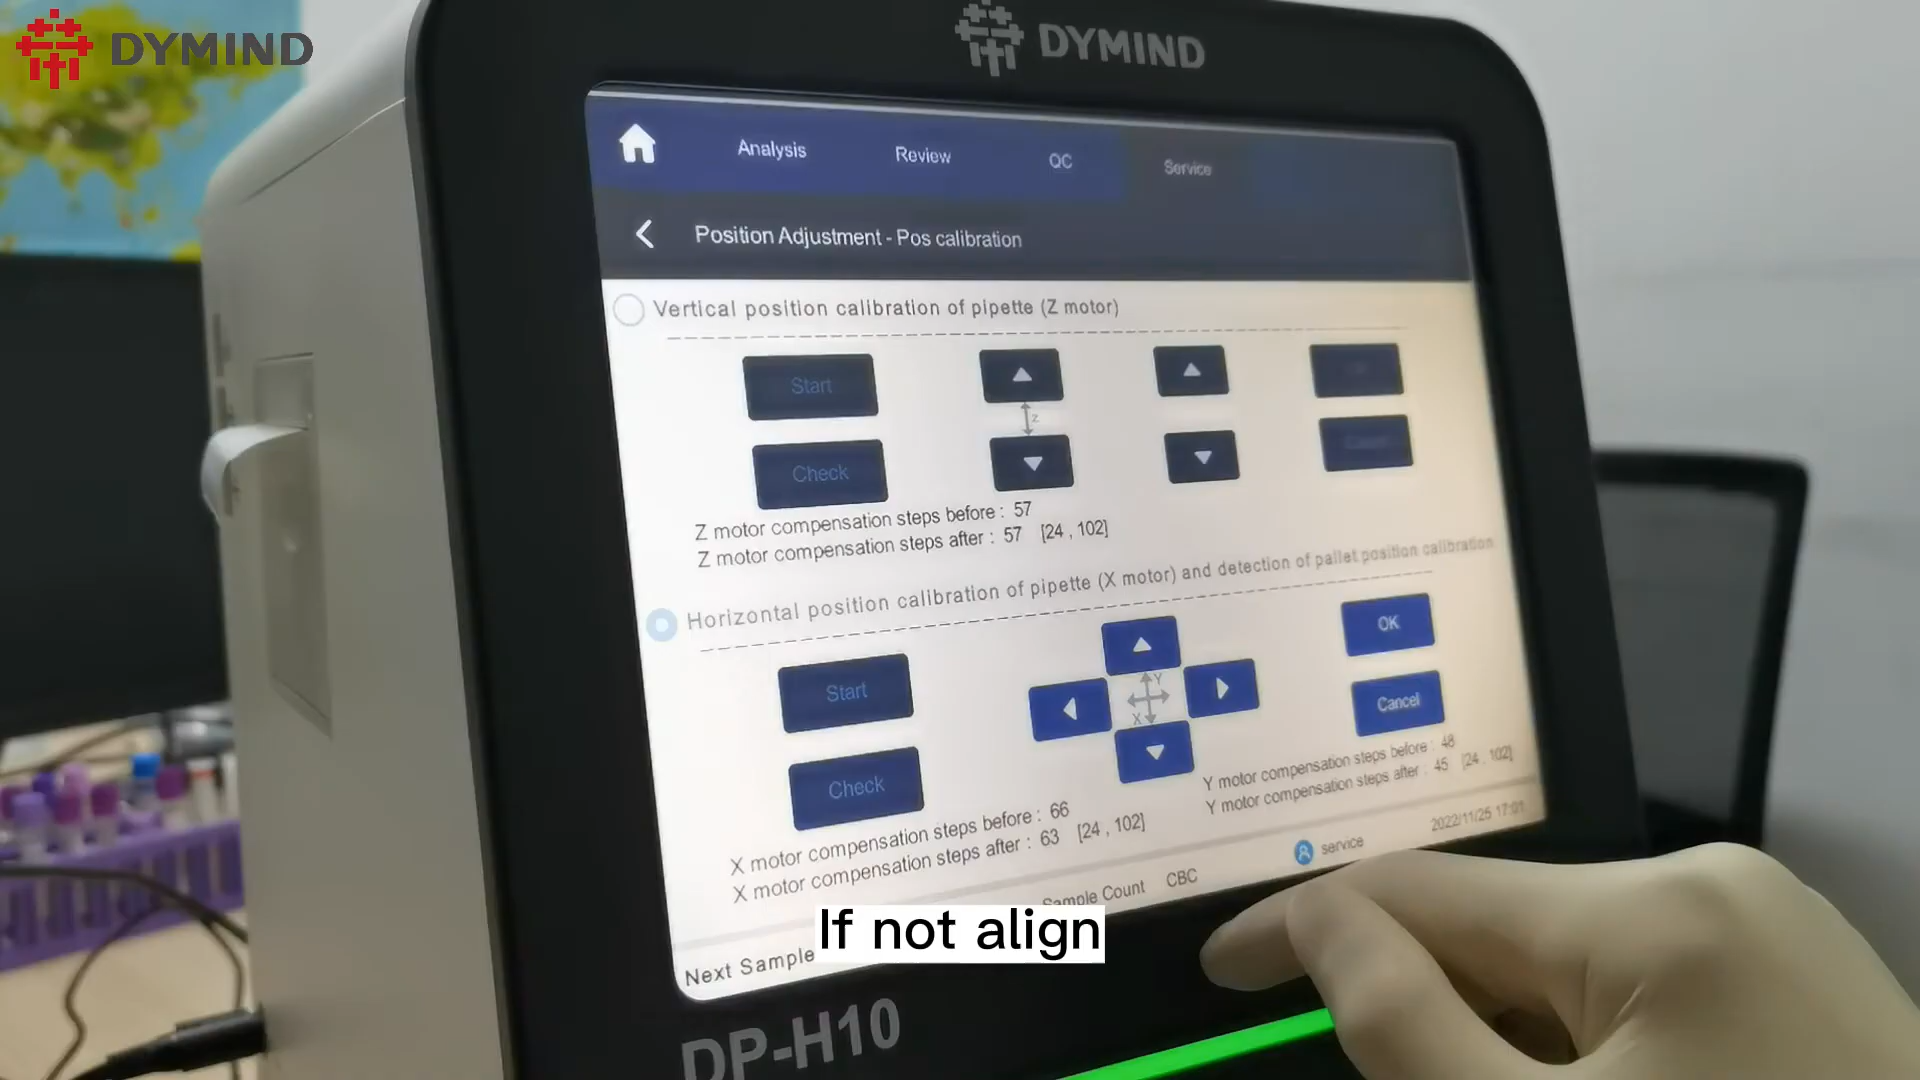 DYMIND
DYMIND
Analysis
Review
QC
Service
Position Adjustment - Pos calibration
Vertical position calibration of pipette (Z motor)
Start
Z
Check
Z motor compensation steps before : 57
Z motor compensation steps after : 57 [24 , 102]
Horizontal position calibration of pipette (X motor) and detection of pallet position calibration
Start
Y
X
OK
Check
Cancel
X motor compensation steps before : 66
X motor compensation steps after : 63 [24 , 102]
Y motor compensation steps before : 48
Y motor compensation steps after : 45 [24 , 102]
2022/11/25 17:01
service
Next Sample
Sample Count
CBC
If not align
DP-H10